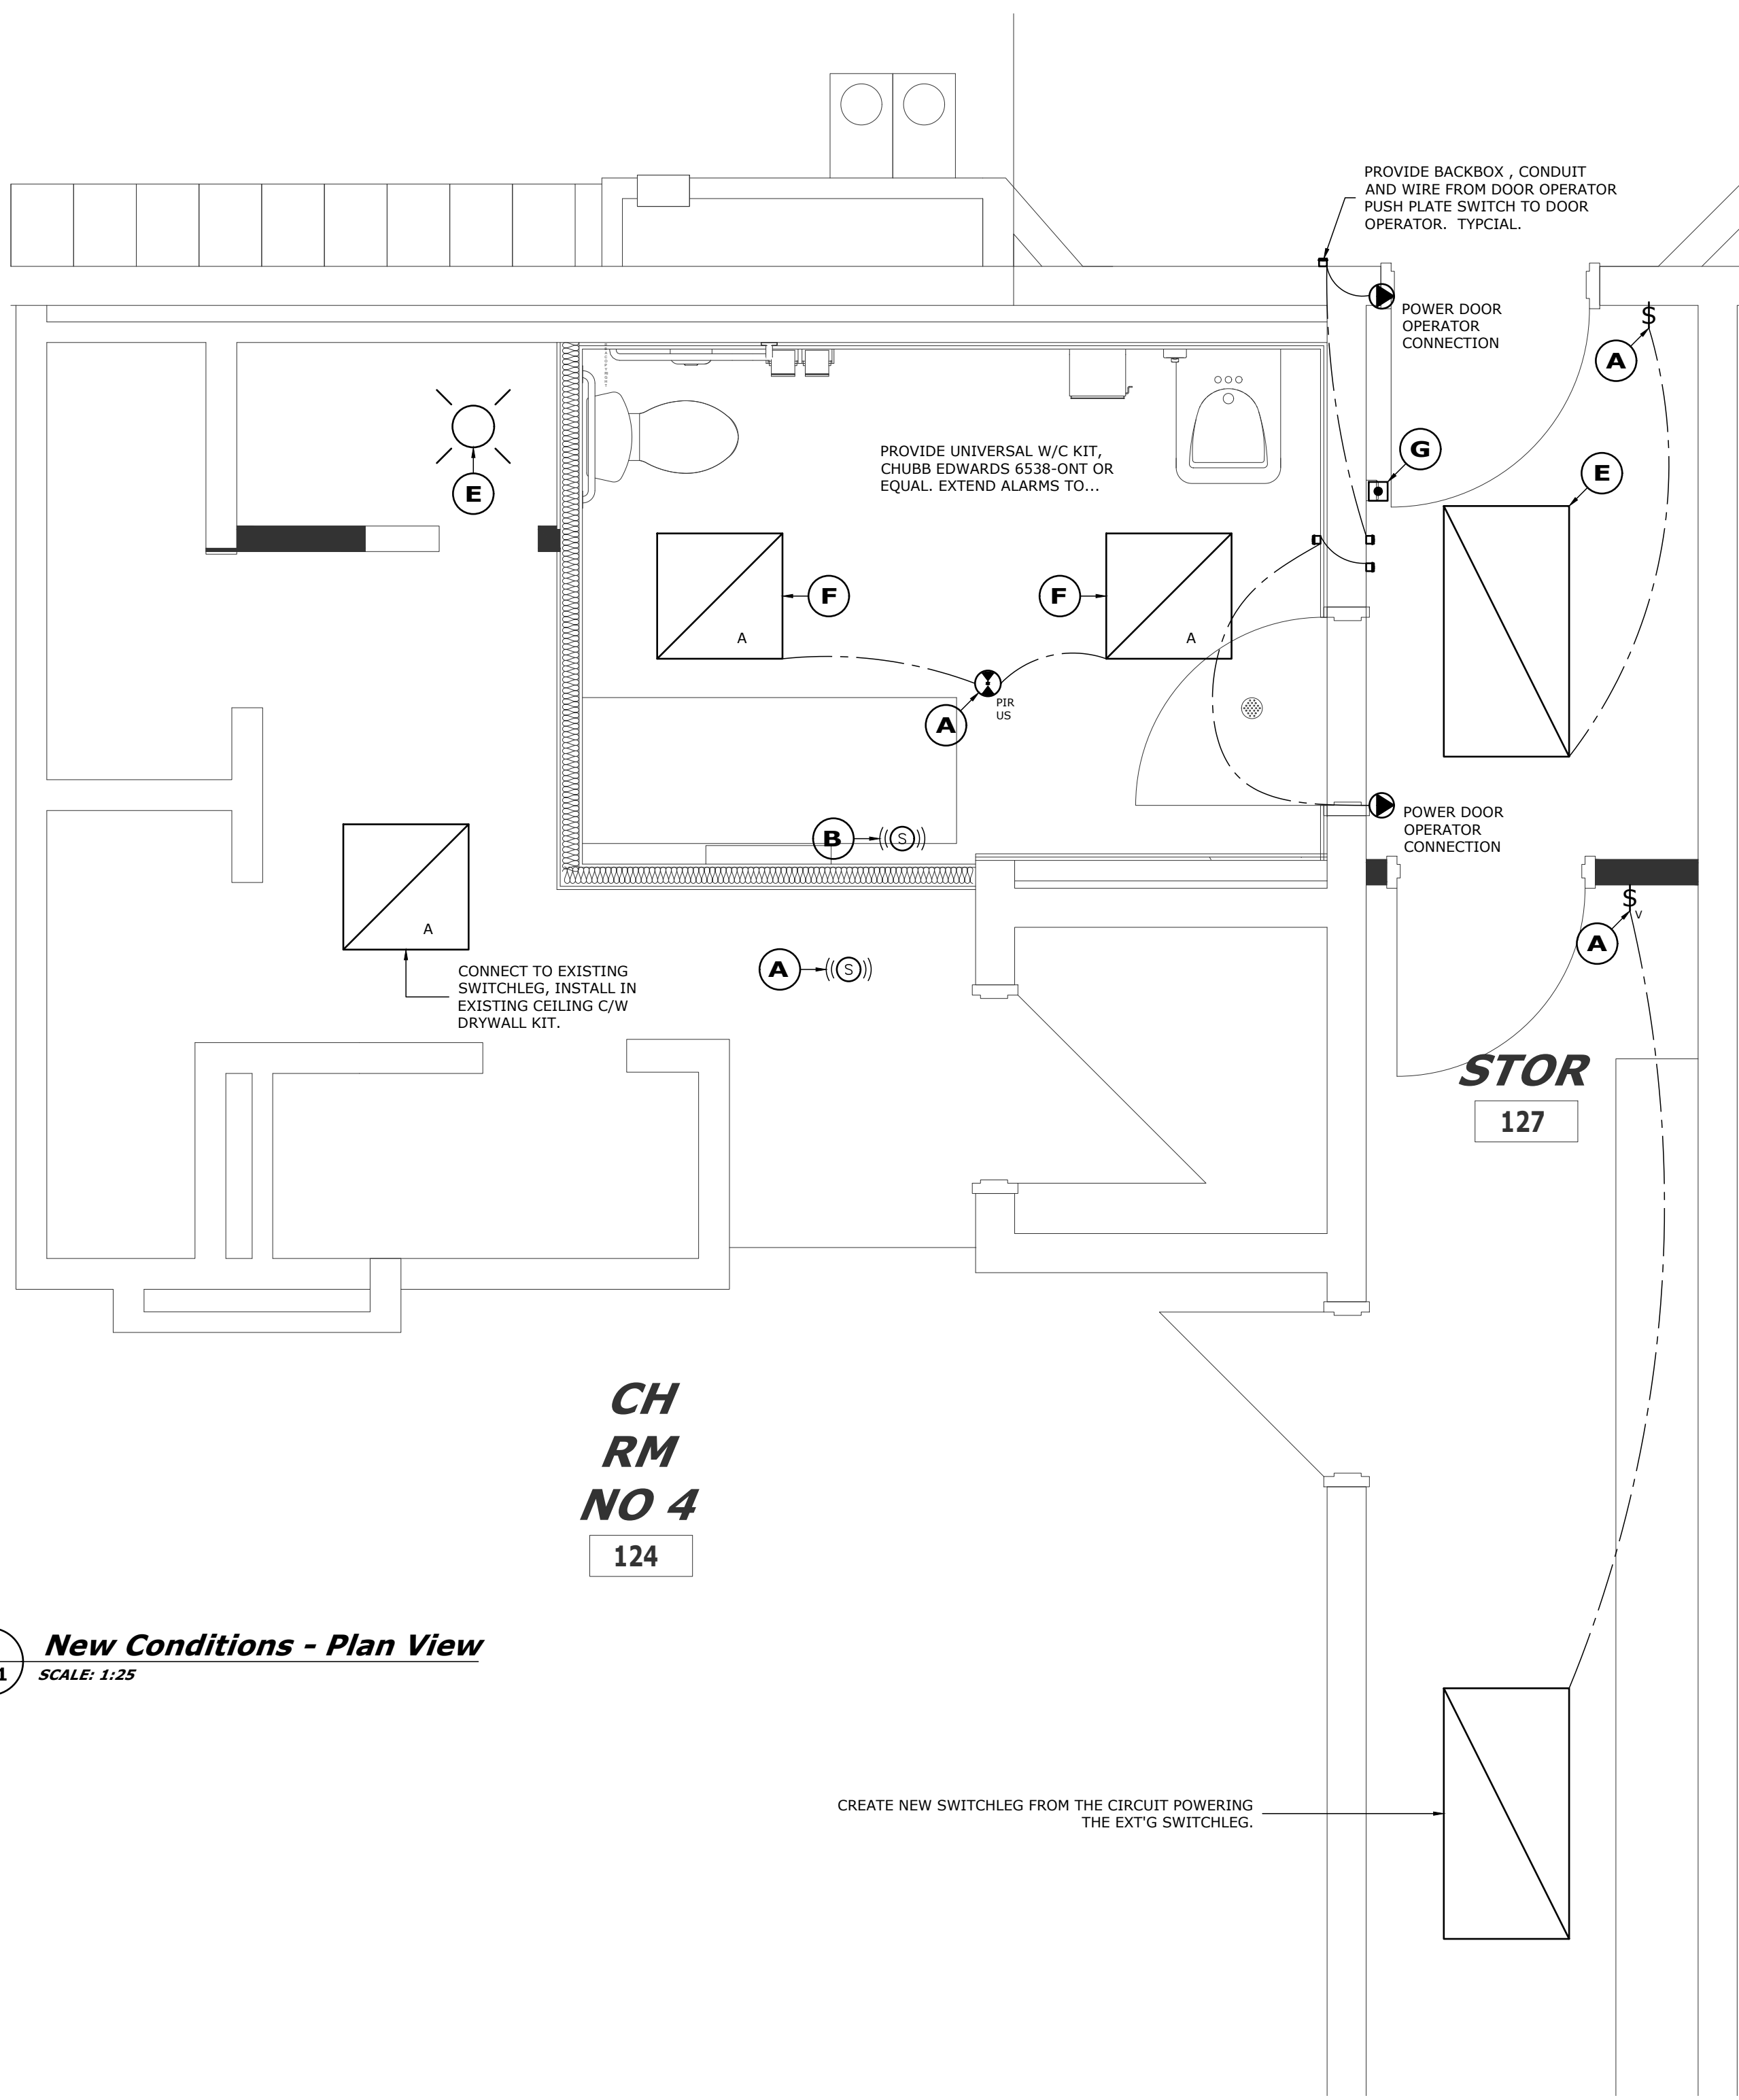 PROVIDE BACKBOX , CONDUIT
AND WIRE FROM DOOR OPERATOR
PUSH PLATE SWITCH TO DOOR
OPERATOR.  TYPCIAL.
POWER DOOR
OPERATOR
CONNECTION
$
A
E
PROVIDE UNIVERSAL W/C KIT,
CHUBB EDWARDS 6538-ONT OR
EQUAL. EXTEND ALARMS TO...
G
E
F
F
A
A
PIR
US
A
B
S
POWER DOOR
OPERATOR
CONNECTION
$
V
A
A
CONNECT TO EXISTING
SWITCHLEG, INSTALL IN
EXISTING CEILING C/W
DRYWALL KIT.
A
S
STOR
127
CH
RM
NO 4
124
New Conditions - Plan View
1
SCALE: 1:25
CREATE NEW SWITCHLEG FROM THE CIRCUIT POWERING
THE EXT'G SWITCHLEG.